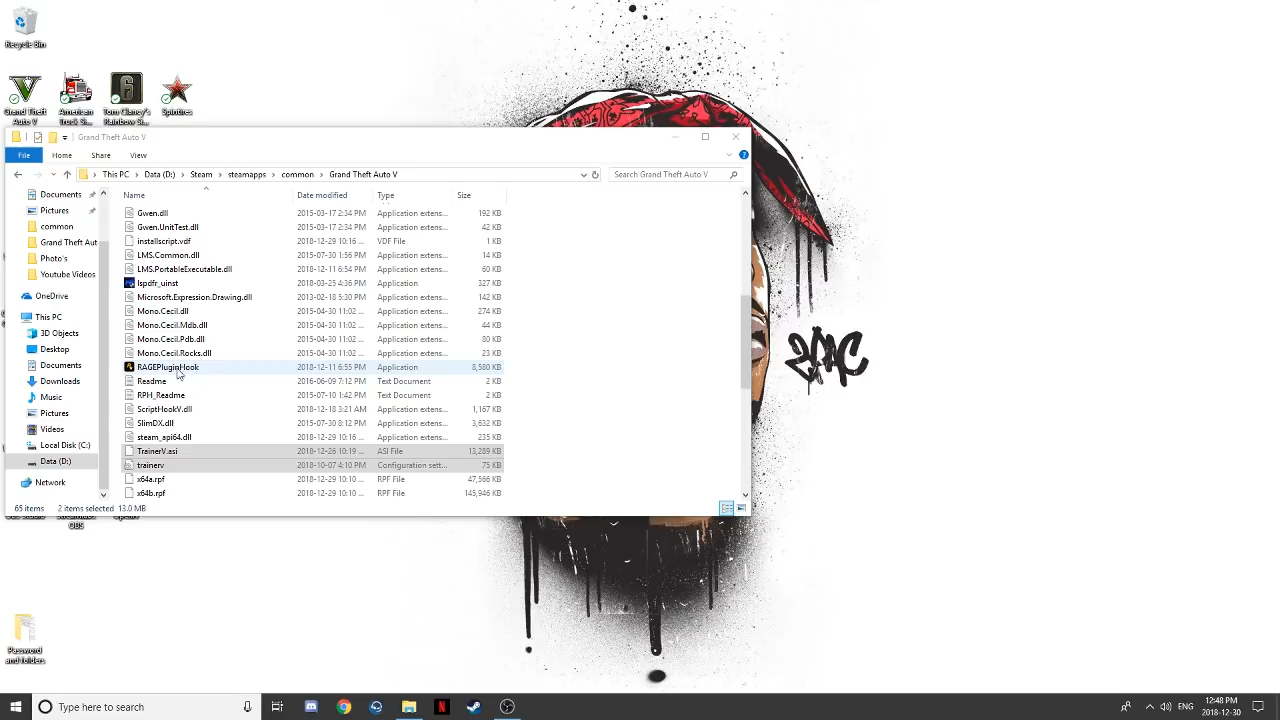 Recycle Bin
Grand Theft Auto V
American Truck Si...
Tom Clancy's Rainbow Si...
Spintires
Grand Theft Auto V
File Home Share View
This PC Data (D:) Steam steamapps common Grand Theft Auto V
Search Grand Theft Auto V
Name Date modified Type Size
Documents
Pictures
common
Grand Theft Aut
Photo's
Youtube Videos
OneDrive
This PC
3D Objects
Desktop
Documents
Downloads
Music
Pictures
Videos
Local Disk (C:)
Data (D:)
Network
Gwen.dll 2015-03-17 2:34 PM Application extens... 192 KB
Gwen.UnitTest.dll 2015-03-17 2:34 PM Application extens... 42 KB
installscript.vdf 2018-12-29 10:16 ... VDF File 1 KB
LMS.Common.dll 2015-07-30 1:56 PM Application extens... 14 KB
LMS.PortableExecutable.dll 2018-12-11 6:54 PM Application extens... 60 KB
lspdfr_uinst 2018-03-25 4:36 PM Application 327 KB
Microsoft.Expression.Drawing.dll 2013-02-18 5:30 PM Application extens... 142 KB
Mono.Cecil.dll 2015-04-30 11:02 ... Application extens... 274 KB
Mono.Cecil.Mdb.dll 2015-04-30 11:02 ... Application extens... 44 KB
Mono.Cecil.Pdb.dll 2015-04-30 11:02 ... Application extens... 80 KB
Mono.Cecil.Rocks.dll 2015-04-30 11:02 ... Application extens... 23 KB
RAGEPluginHook 2018-12-11 6:55 PM Application 8,580 KB
Readme 2016-06-09 7:12 PM Text Document 2 KB
RPH_Readme 2015-07-10 1:42 PM Text Document 2 KB
ScriptHookV.dll 2018-12-18 3:21 AM Application extens... 1,167 KB
SlimDX.dll 2015-07-30 8:12 PM Application extens... 3,632 KB
steam_api64.dll 2018-12-29 10:16 ... Application extens... 235 KB
TrainerV.asi 2018-12-26 10:19 ... ASI File 13,289 KB
trainerv 2018-10-07 4:10 PM Configuration sett... 75 KB
x64a.rpf 2018-12-29 10:10 ... RPF File 47,566 KB
x64b.rpf 2018-12-29 10:10 ... RPF File 145,946 KB
65 items 2 items selected 13.0 MB
OBS
2PAC
Password and folders
Type here to search
ENG
12:48 PM
2018-12-30